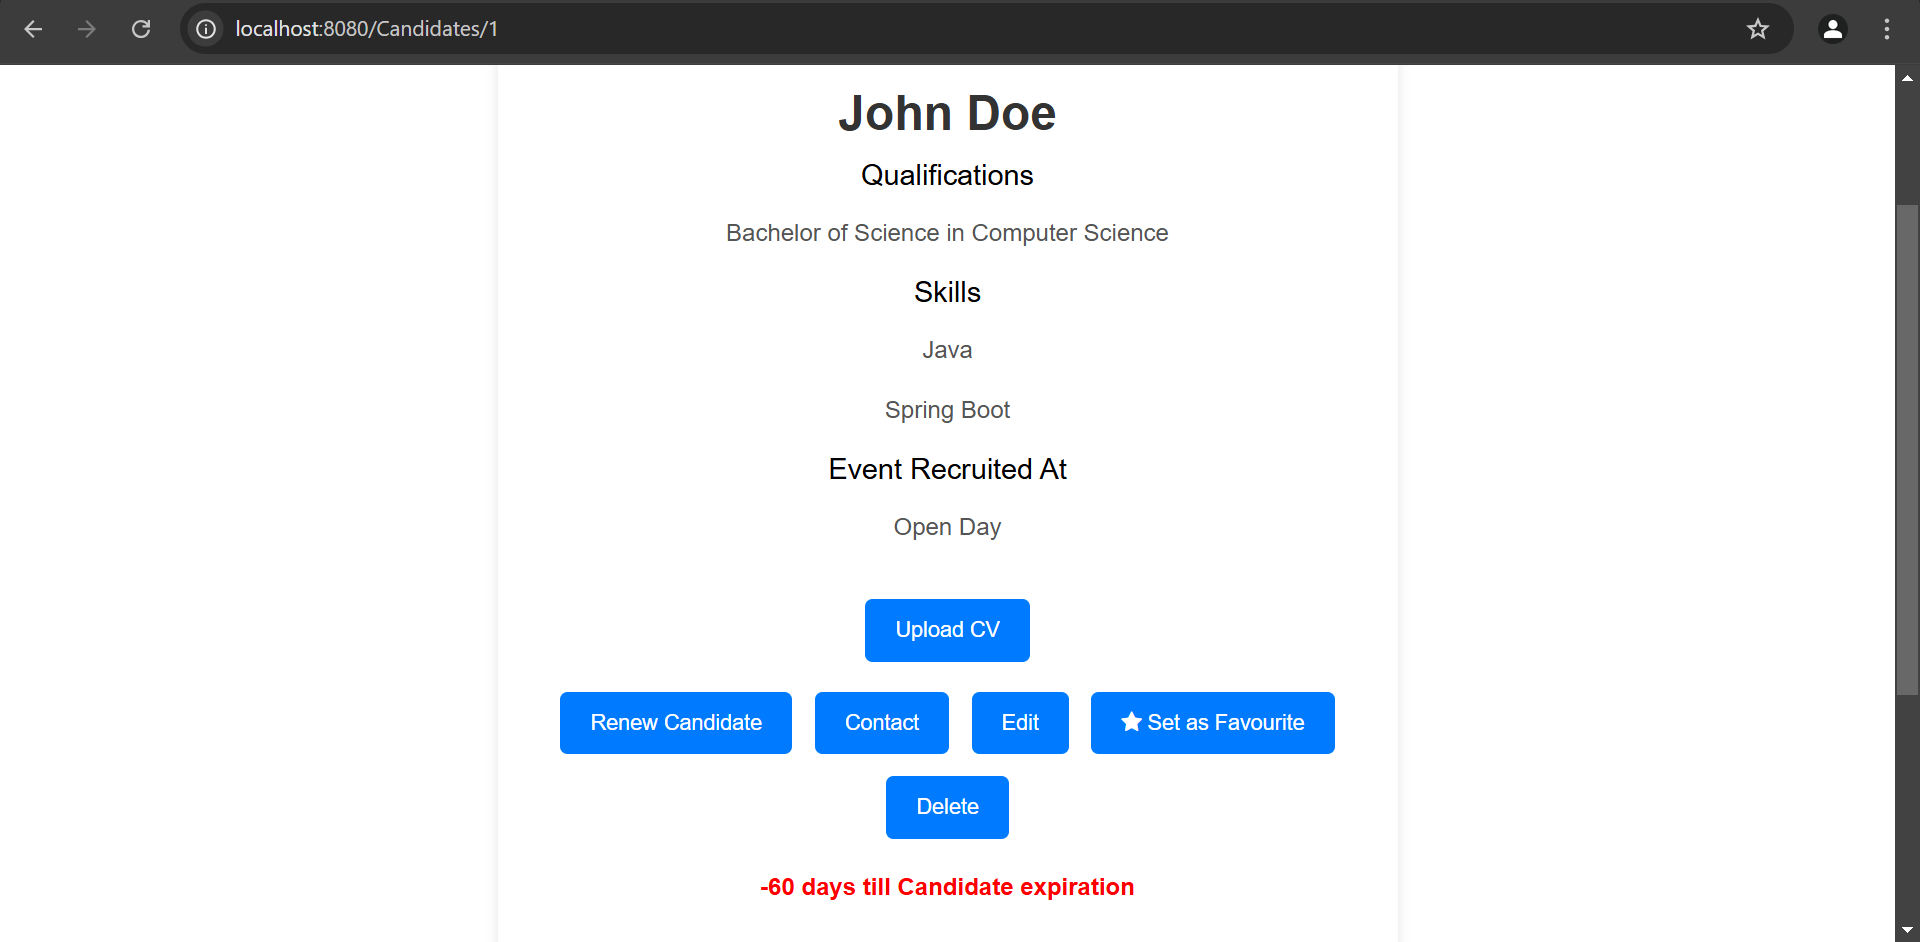 localhost:8080/Candidates/1
John Doe
Qualifications
Bachelor of Science in Computer Science
Skills
Java
Spring Boot
Event Recruited At
Open Day
Upload CV
Renew Candidate Contact Edit Set as Favourite
Delete
-60 days till Candidate expiration